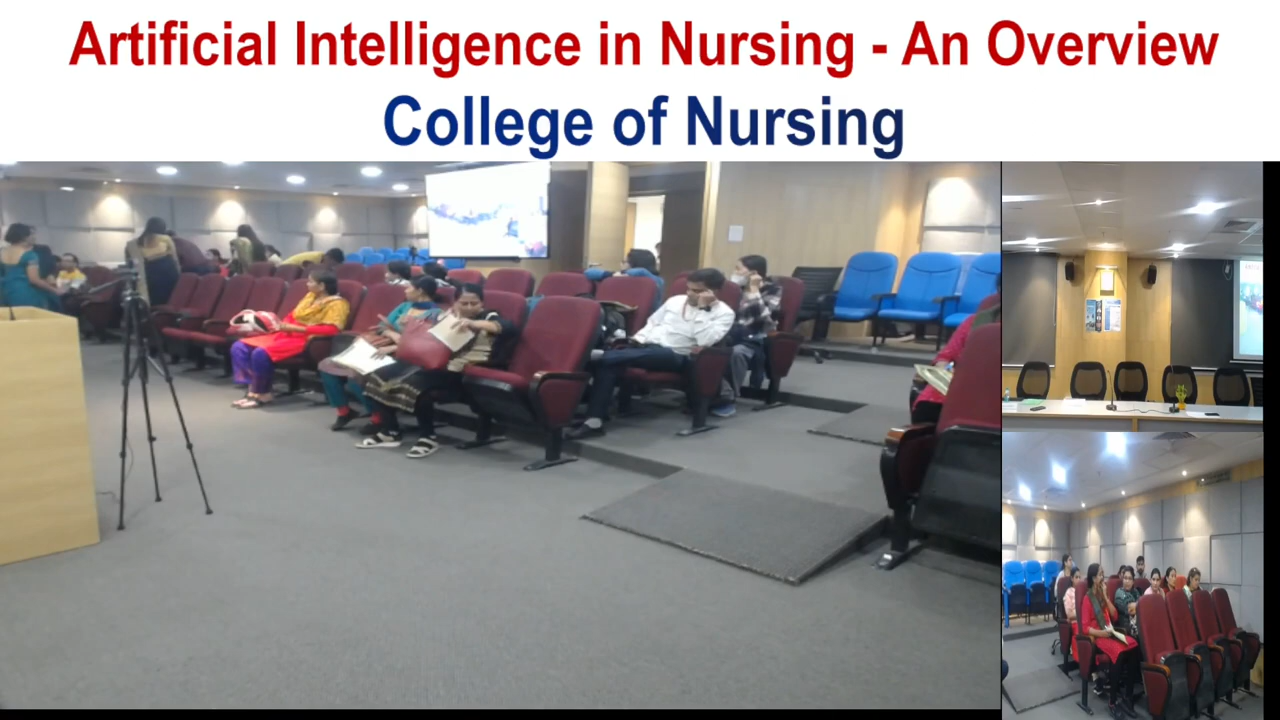 Artificial Intelligence in Nursing - An Overview
College of Nursing